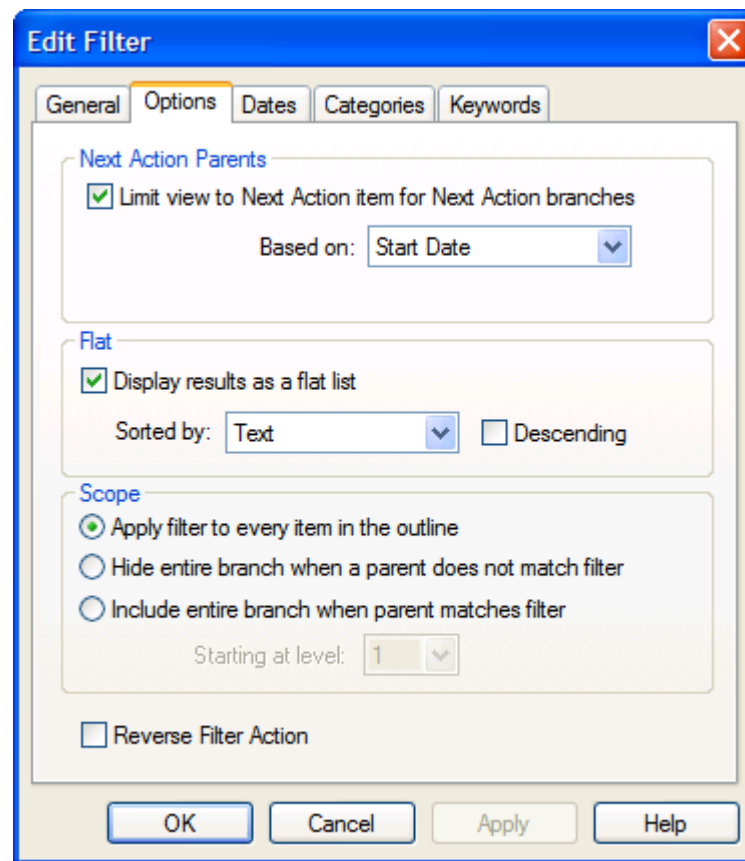 Edit Filter
General Options Dates Categories Keywords
Next Action Parents
Limit view to Next Action item for Next Action branches
Based on: Start Date
Flat
Display results as a flat list
Sorted by: Text Descending
Scope
Apply filter to every item in the outline
Hide entire branch when a parent does not match filter
Include entire branch when parent matches filter
Starting at level: 1
Reverse Filter Action
OK Cancel Apply Help